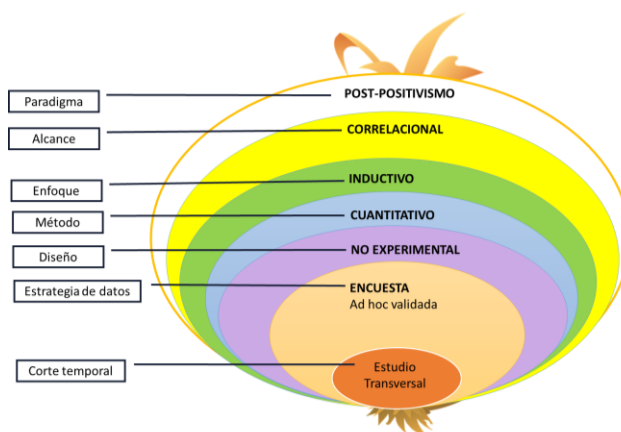 POST-POSITIVISMO
Paradigma
CORRELACIONAL
Alcance
INDUCTIVO
Enfoque
CUANTITATIVO
Método
NO EXPERIMENTAL
Diseño
ENCUESTA
Estrategia de datos
Ad hoc validada
Estudio
Corte temporal
Transversal